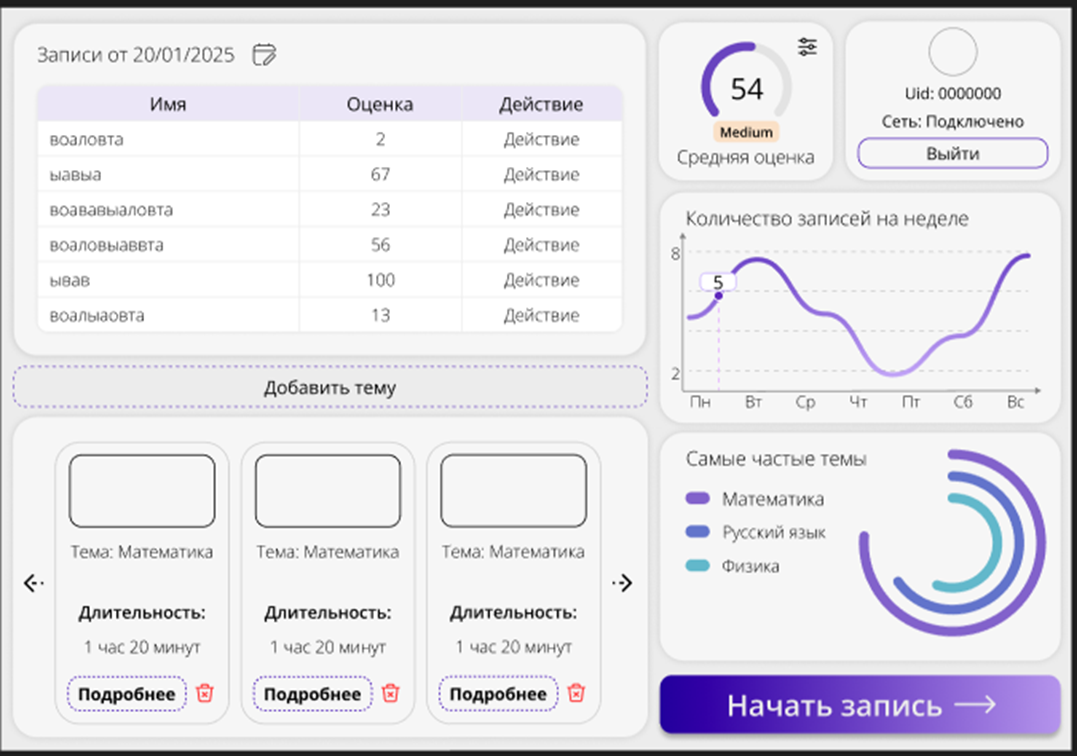 Записи от 20/01/2025
Имя Оценка Действие
воаловта 2 Действие
ыавыа 67 Действие
воававыаловта 23 Действие
воаловыаввта 56 Действие
ывав 100 Действие
воалыаовта 13 Действие
Добавить тему
Тема: Математика Тема: Математика Тема: Математика
Длительность: Длительность: Длительность:
1 час 20 минут 1 час 20 минут 1 час 20 минут
Подробнее Подробнее Подробнее
54
Medium
Средняя оценка
Uid: 0000000
Сеть: Подключено
Выйти
Количество записей на неделе
8
5
2
Пн Вт Ср Чт Пт Сб Вс
Самые частые темы
Математика
Русский язык
Физика
Начать запись